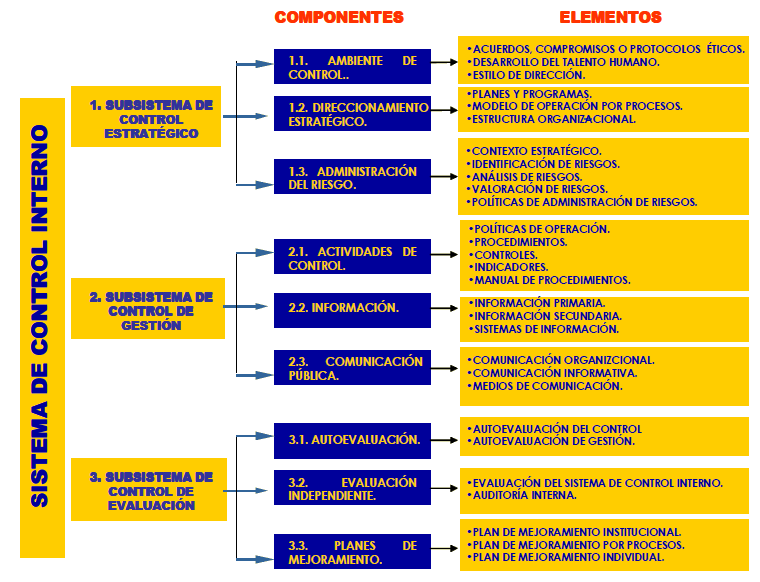 COMPONENTES
ELEMENTOS
SISTEMA DE CONTROL INTERNO
1. SUBSISTEMA DE
CONTROL
ESTRATÉGICO
1.1. AMBIENTE DE
CONTROL..
•ACUERDOS, COMPROMISOS O PROTOCOLOS ÉTICOS.
•DESARROLLO DEL TALENTO HUMANO.
•ESTILO DE DIRECCIÓN.
1.2. DIRECCIONAMIENTO
ESTRATÉGICO.
•PLANES Y PROGRAMAS.
•MODELO DE OPERACIÓN POR PROCESOS.
•ESTRUCTURA ORGANIZACIONAL.
1.3. ADMINISTRACIÓN
DEL RIESGO.
•CONTEXTO ESTRATÉGICO.
•IDENTIFICACIÓN DE RIESGOS.
•ANÁLISIS DE RIESGOS.
•VALORACIÓN DE RIESGOS.
•POLÍTICAS DE ADMINISTRACIÓN DE RIESGOS.
2. SUBSISTEMA DE
CONTROL DE
GESTIÓN
2.1. ACTIVIDADES DE
CONTROL.
•POLÍTICAS DE OPERACIÓN.
•PROCEDIMIENTOS.
•CONTROLES.
•INDICADORES.
•MANUAL DE PROCEDIMIENTOS.
2.2. INFORMACIÓN.
•INFORMACIÓN PRIMARIA.
•INFORMACIÓN SECUNDARIA.
•SISTEMAS DE INFORMACIÓN.
2.3. COMUNICACIÓN
PÚBLICA.
•COMUNICACIÓN ORGANIZCIONAL.
•COMUNICACIÓN INFORMATIVA.
•MEDIOS DE COMUNICACIÓN.
3. SUBSISTEMA DE
CONTROL DE
EVALUACIÓN
3.1. AUTOEVALUACIÓN.
•AUTOEVALUACIÓN DEL CONTROL
•AUTOEVALUACIÓN DE GESTIÓN.
3.2. EVALUACIÓN
INDEPENDIENTE.
•EVALUACIÓN DEL SISTEMA DE CONTROL INTERNO.
•AUDITORÍA INTERNA.
3.3. PLANES DE
MEJORAMIENTO.
•PLAN DE MEJORAMIENTO INSTITUCIONAL.
•PLAN DE MEJORAMIENTO POR PROCESOS.
•PLAN DE MEJORAMIENTO INDIVIDUAL.